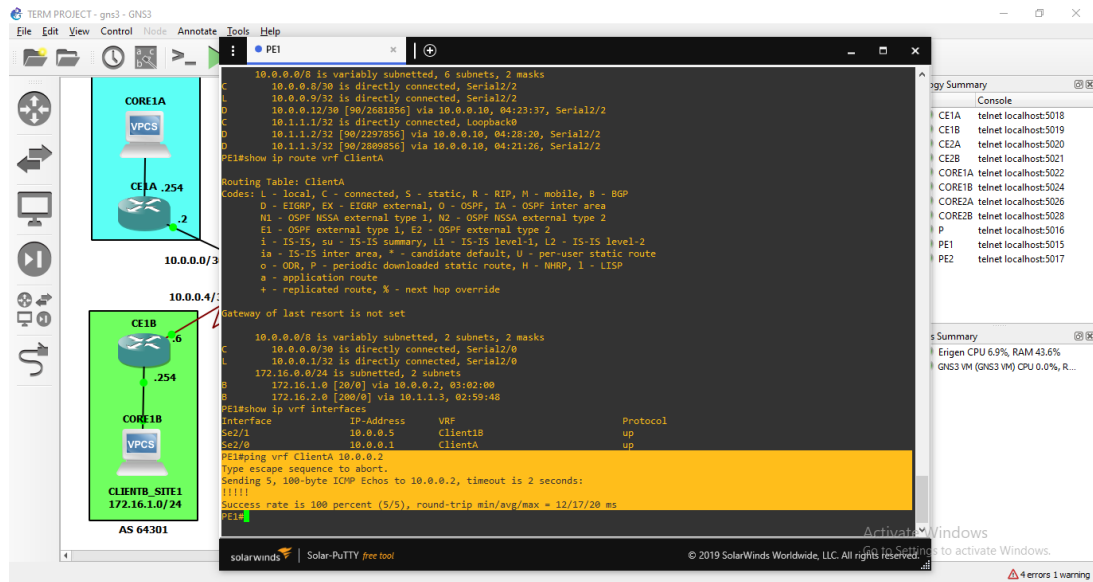 TERM PROJECT - gns3 - GNS3
File Edit View Control Node Annotate Tools Help
PE1
CORE1A
VPCS
CE1A .254
.2
10.0.0.0/3
10.0.0.4/
CE1B
.6
.254
CORE1B
VPCS
CLIENTB_SITE1
172.16.1.0/24
AS 64301
10.0.0.0/8 is variably subnetted, 6 subnets, 2 masks
C 10.0.0.8/30 is directly connected, Serial2/2
L 10.0.0.9/32 is directly connected, Serial2/2
D 10.0.0.12/30 [90/2681856] via 10.0.0.10, 04:23:37, Serial2/2
C 10.1.1.1/32 is directly connected, Loopback0
D 10.1.1.2/32 [90/2297856] via 10.0.0.10, 04:28:20, Serial2/2
D 10.1.1.3/32 [90/2809856] via 10.0.0.10, 04:21:26, Serial2/2
PE1#show ip route vrf ClientA
Routing Table: ClientA
Codes: L - local, C - connected, S - static, R - RIP, M - mobile, B - BGP
D - EIGRP, EX - EIGRP external, O - OSPF, IA - OSPF inter area
N1 - OSPF NSSA external type 1, N2 - OSPF NSSA external type 2
E1 - OSPF external type 1, E2 - OSPF external type 2
i - IS-IS, su - IS-IS summary, L1 - IS-IS level-1, L2 - IS-IS level-2
ia - IS-IS inter area, * - candidate default, U - per-user static route
o - ODR, P - periodic downloaded static route, H - NHRP, l - LISP
a - application route
+ - replicated route, % - next hop override
Gateway of last resort is not set
10.0.0.0/8 is variably subnetted, 2 subnets, 2 masks
C 10.0.0.0/30 is directly connected, Serial2/0
L 10.0.0.1/32 is directly connected, Serial2/0
172.16.0.0/24 is subnetted, 2 subnets
B 172.16.1.0 [20/0] via 10.0.0.2, 03:02:00
B 172.16.2.0 [200/0] via 10.1.1.3, 02:59:48
PE1#show ip vrf interfaces
Interface IP-Address VRF Protocol
Se2/1 10.0.0.5 Client1B up
Se2/0 10.0.0.1 ClientA up
PE1#ping vrf ClientA 10.0.0.2
Type escape sequence to abort.
Sending 5, 100-byte ICMP Echos to 10.0.0.2, timeout is 2 seconds:
!!!!!
Success rate is 100 percent (5/5), round-trip min/avg/max = 12/17/20 ms
PE1#
solarwinds Solar-PuTTY free tool
© 2019 SolarWinds Worldwide, LLC. All rights reserved.
ogy Summary
Console
CE1A telnet localhost:5018
CE1B telnet localhost:5019
CE2A telnet localhost:5020
CE2B telnet localhost:5021
CORE1A telnet localhost:5022
CORE1B telnet localhost:5024
CORE2A telnet localhost:5026
CORE2B telnet localhost:5028
P telnet localhost:5016
PE1 telnet localhost:5015
PE2 telnet localhost:5017
s Summary
Erigen CPU 6.9%, RAM 43.6%
GNS3 VM (GNS3 VM) CPU 0.0%, R...
Activate Windows
Go to Settings to activate Windows.
4 errors 1 warning